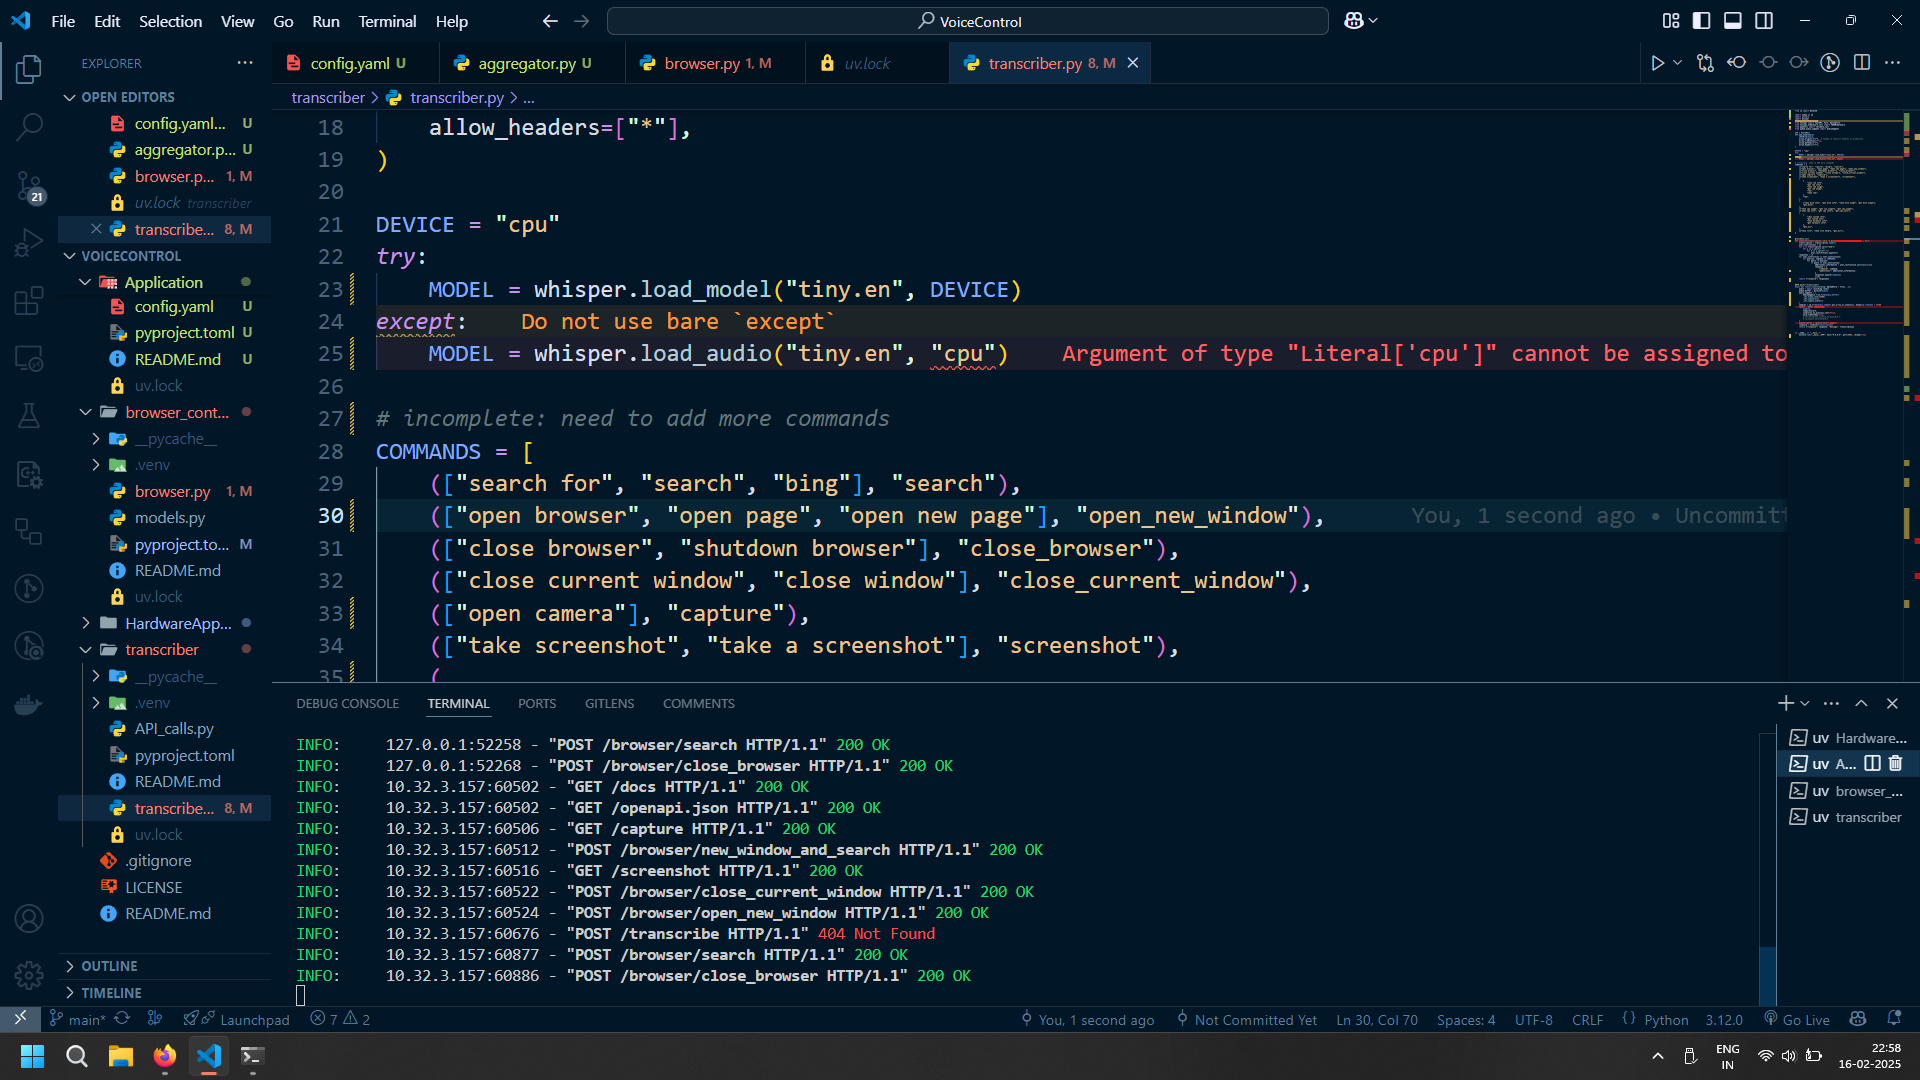 File Edit Selection View Go Run Terminal Help
VoiceControl
EXPLORER
OPEN EDITORS
config.yaml... U
aggregator.p... U
browser.p... 1, M
uv.lock transcriber
transcribe... 8, M
VOICECONTROL
Application
config.yaml U
pyproject.toml U
README.md U
uv.lock
browser_cont...
__pycache__
.venv
browser.py 1, M
models.py
pyproject.to... M
README.md
uv.lock
HardwareApp...
transcriber
__pycache__
.venv
API_calls.py
pyproject.toml
README.md
transcribe... 8, M
uv.lock
.gitignore
LICENSE
README.md
OUTLINE
TIMELINE
21
config.yaml U aggregator.py U browser.py 1, M uv.lock transcriber.py 8, M
transcriber > transcriber.py > ...
18 allow_headers=["*"],
19 )
20
21 DEVICE = "cpu"
22 try:
23 MODEL = whisper.load_model("tiny.en", DEVICE)
24 except: Do not use bare `except`
25 MODEL = whisper.load_audio("tiny.en", "cpu") Argument of type "Literal['cpu']" cannot be assigned to
26
27 # incomplete: need to add more commands
28 COMMANDS = [
29 (["search for", "search", "bing"], "search"),
30 (["open browser", "open page", "open new page"], "open_new_window"), You, 1 second ago • Uncommitt
31 (["close browser", "shutdown browser"], "close_browser"),
32 (["close current window", "close window"], "close_current_window"),
33 (["open camera"], "capture"),
34 (["take screenshot", "take a screenshot"], "screenshot"),
35 (
DEBUG CONSOLE TERMINAL PORTS GITLENS COMMENTS
INFO: 127.0.0.1:52258 - "POST /browser/search HTTP/1.1" 200 OK
INFO: 127.0.0.1:52268 - "POST /browser/close_browser HTTP/1.1" 200 OK
INFO: 10.32.3.157:60502 - "GET /docs HTTP/1.1" 200 OK
INFO: 10.32.3.157:60502 - "GET /openapi.json HTTP/1.1" 200 OK
INFO: 10.32.3.157:60506 - "GET /capture HTTP/1.1" 200 OK
INFO: 10.32.3.157:60512 - "POST /browser/new_window_and_search HTTP/1.1" 200 OK
INFO: 10.32.3.157:60516 - "GET /screenshot HTTP/1.1" 200 OK
INFO: 10.32.3.157:60522 - "POST /browser/close_current_window HTTP/1.1" 200 OK
INFO: 10.32.3.157:60524 - "POST /browser/open_new_window HTTP/1.1" 200 OK
INFO: 10.32.3.157:60676 - "POST /transcribe HTTP/1.1" 404 Not Found
INFO: 10.32.3.157:60877 - "POST /browser/search HTTP/1.1" 200 OK
INFO: 10.32.3.157:60886 - "POST /browser/close_browser HTTP/1.1" 200 OK
uv Hardware...
uv A...
uv browser_...
uv transcriber
main* Launchpad 7 2 You, 1 second ago Not Committed Yet Ln 30, Col 70 Spaces: 4 UTF-8 CRLF {} Python 3.12.0 Go Live
ENG
IN
22:58
16-02-2025